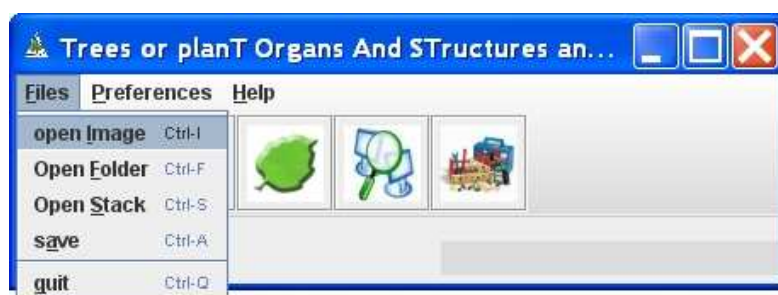 Trees or planT Organs And STructures an...
Files Preferences Help
open Image Ctrl-I
Open Folder Ctrl-F
Open Stack Ctrl-S
save Ctrl-A
quit Ctrl-Q